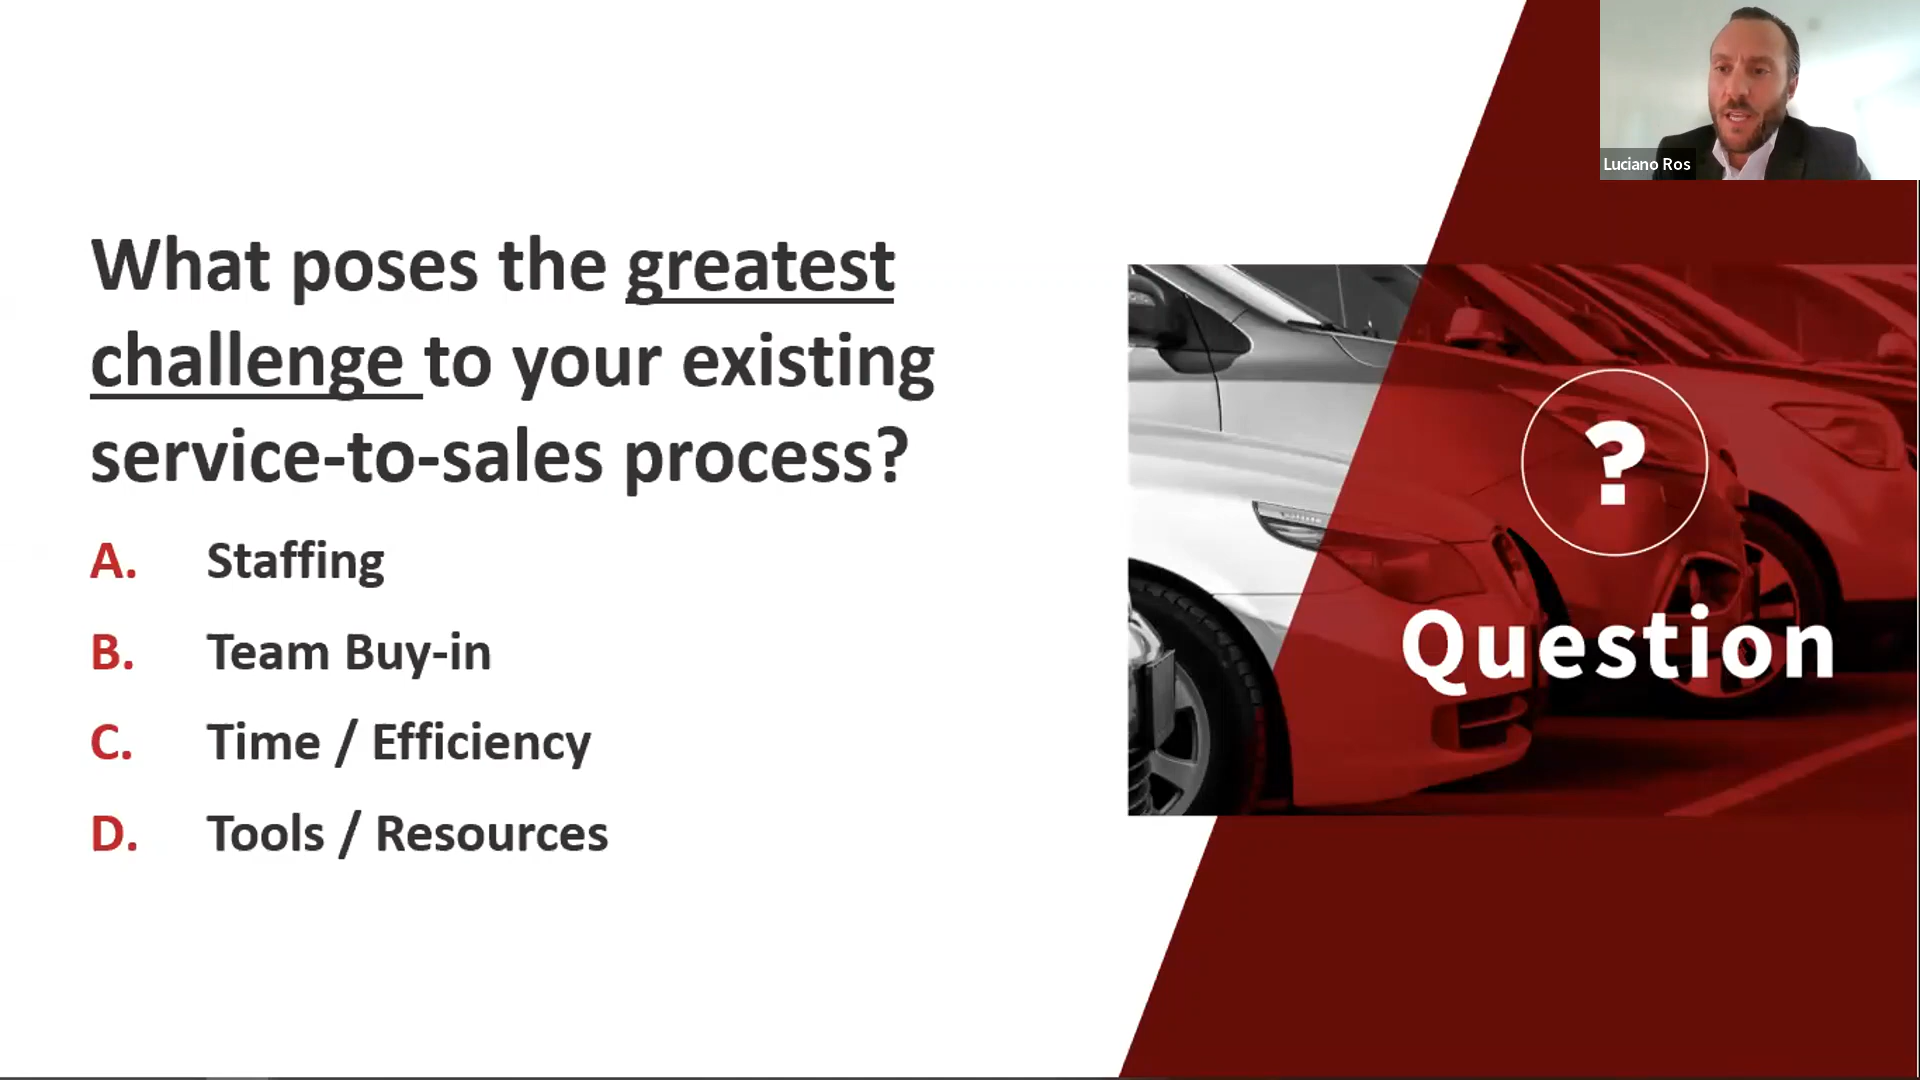 Luciano Ros
What poses the greatest
challenge to your existing
service-to-sales process?
A. Staffing
B. Team Buy-in
C. Time / Efficiency
D. Tools / Resources
?
Question